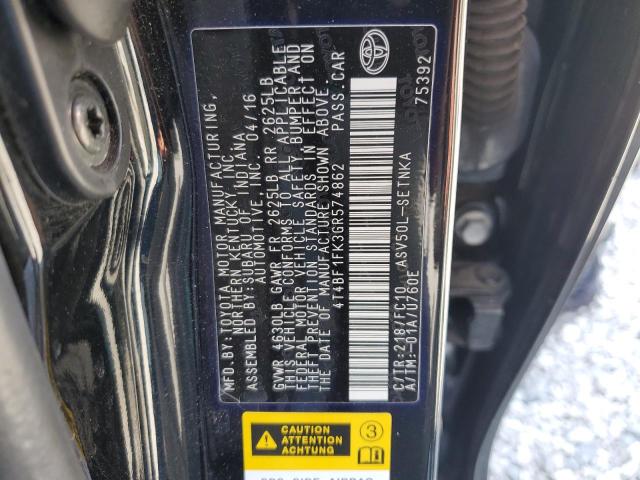 MFD.BY: TOYOTA MOTOR MANUFACTURING,
NORTHERN KENTUCKY, INC.
ASSEMBLED BY:SUBARU OF INDIANA
AUTOMOTIVE, INC. 04/16
GVWR 4630LB GAWR FR 2625LB RR 2625LB
THIS VEHICLE CONFORMS TO ALL APPLICABLE
FEDERAL MOTOR VEHICLE SAFETY, BUMPER, AND
THEFT PREVENTION STANDARDS IN EFFECT ON
THE DATE OF MANUFACTURE SHOWN ABOVE.
4T4BF1FK3GR574862 PASS.CAR
C/TR:218/FC10 ASV50L-SETNKA
A/TM:-01A/U760E
75392
CAUTION
ATTENTION
ACHTUNG
3